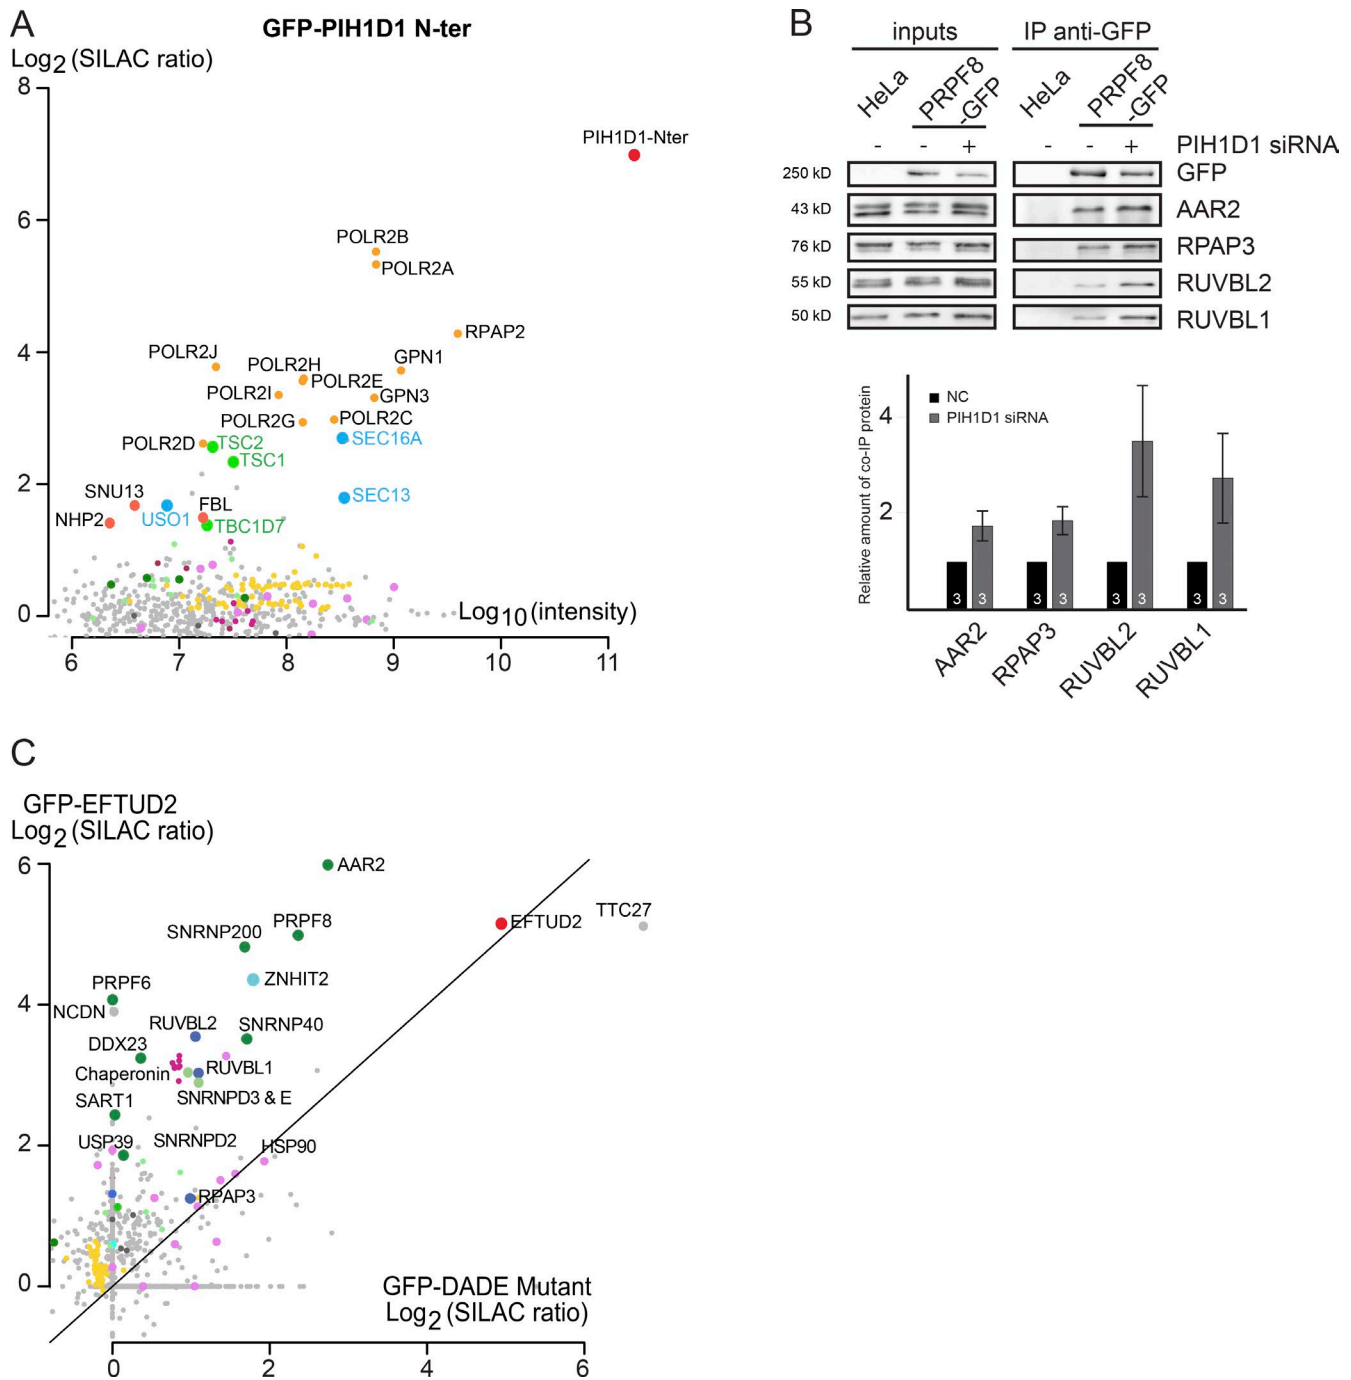 A
GFP-PIH1D1 N-ter
Log2 (SILAC ratio)
8
6
4
2
0
PIH1D1-Nter
POLR2B
POLR2A
RPAP2
POLR2J
POLR2H
GPN1
POLR2E
POLR2I
GPN3
POLR2G
POLR2C
POLR2D
TSC2
SEC16A
TSC1
SNU13
SEC13
FBL
NHP2
USO1
TBC1D7
Log10 (intensity)
6 7 8 9 10 11
B
inputs
IP anti-GFP
HeLa
PRPF8
-GFP
HeLa
PRPF8
-GFP
- - + - - + PIH1D1 siRNA
250 kD GFP
43 kD AAR2
76 kD RPAP3
55 kD RUVBL2
50 kD RUVBL1
Relative amount of co-IP protein
4
2
NC
PIH1D1 siRNA
3 3 3 3 3 3 3 3
AAR2
RPAP3
RUVBL2
RUVBL1
C
GFP-EFTUD2
Log2 (SILAC ratio)
6
4
2
0
AAR2
TTC27
EFTUD2
PRPF8
SNRNP200
ZNHIT2
PRPF6
NCDN
RUVBL2
SNRNP40
DDX23
RUVBL1
Chaperonin
SNRNPD3 & E
SART1
USP39
SNRNPD2
HSP90
RPAP3
GFP-DADE Mutant
Log2 (SILAC ratio)
0 2 4 6